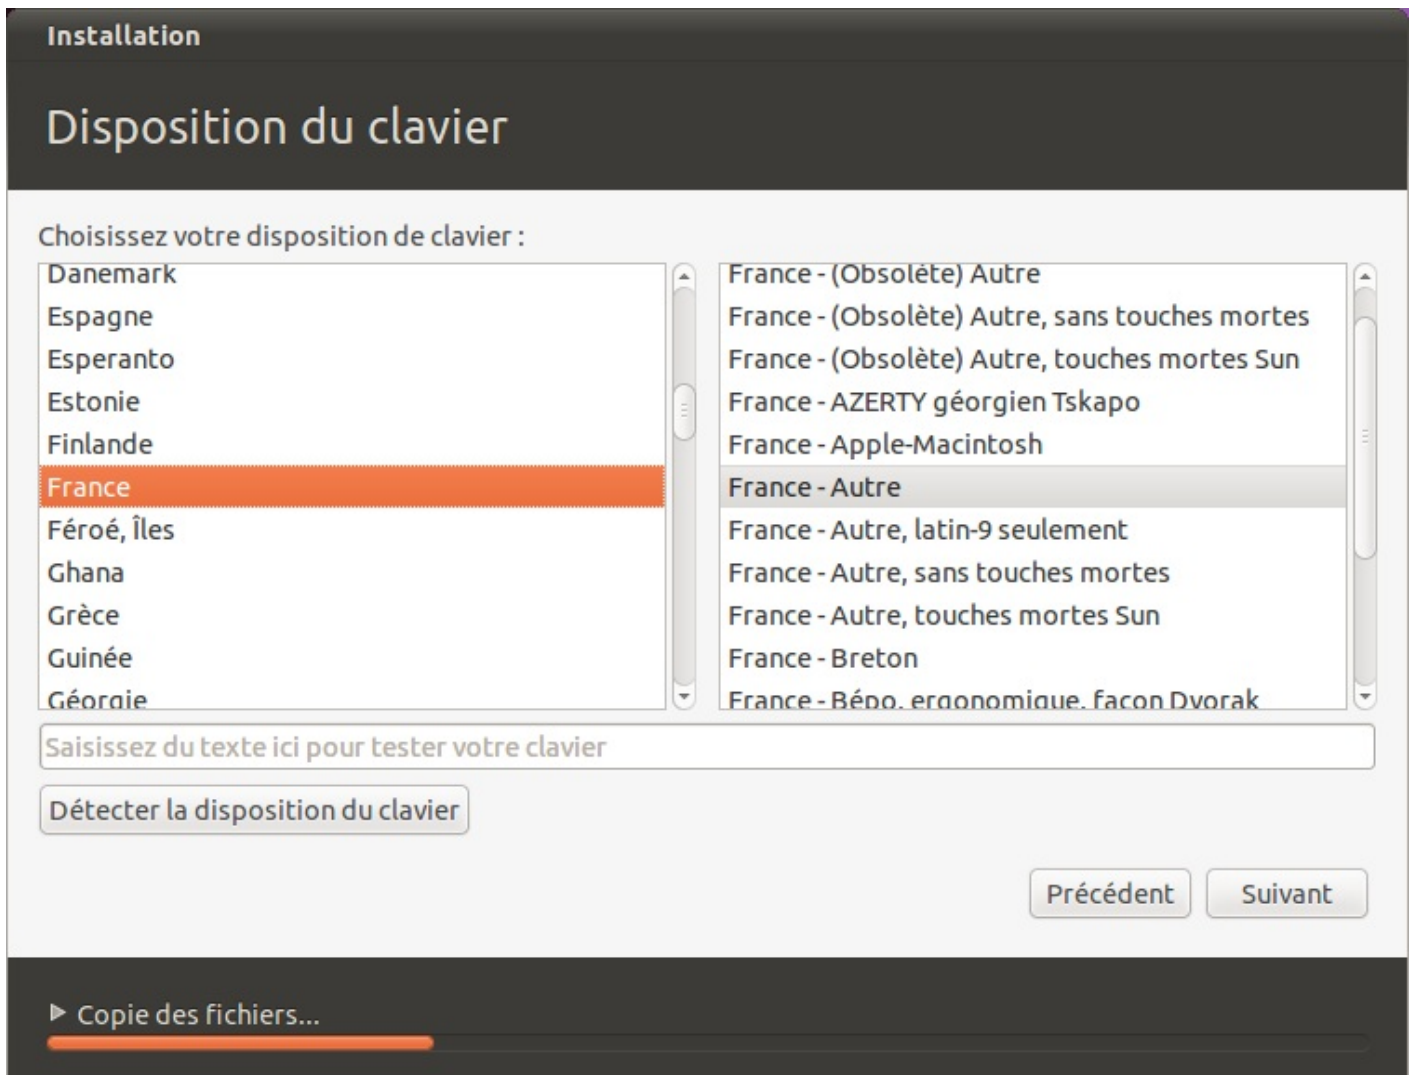 Installation
Disposition du clavier
Choisissez votre disposition de clavier :
Danemark
Espagne
Esperanto
Estonie
Finlande
France
Féroé, Îles
Ghana
Grèce
Guinée
Géorgie
France - (Obsolète) Autre
France - (Obsolète) Autre, sans touches mortes
France - (Obsolète) Autre, touches mortes Sun
France - AZERTY géorgien Tskapo
France - Apple-Macintosh
France - Autre
France - Autre, latin-9 seulement
France - Autre, sans touches mortes
France - Autre, touches mortes Sun
France - Breton
France - Bépo, ergonomique, façon Dvorak
Saisissez du texte ici pour tester votre clavier
Détecter la disposition du clavier
Précédent
Suivant
Copie des fichiers...